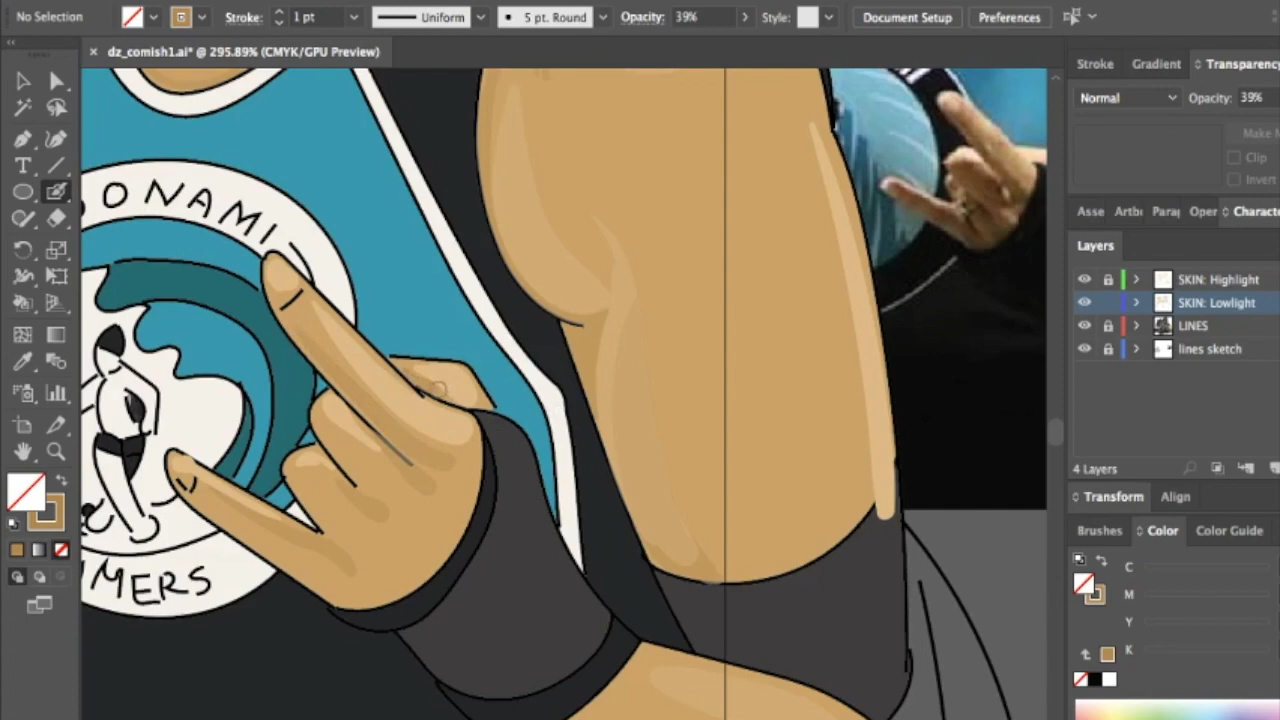 No Selection
Stroke:
1 pt
Uniform
5 pt. Round
Opacity:
39%
Style:
Document Setup
Preferences
dz_comish1.ai* @ 295.89% (CMYK/GPU Preview)
Stroke
Gradient
Transparency
Normal
Opacity:
39%
Make M
Clip
Invert
Asse
Artb
Para
Oper
Charact
Layers
SKIN: Highlight
SKIN: Lowlight
LINES
lines sketch
4 Layers
Transform
Align
Brushes
Color
Color Guide
C
M
Y
K
ONAMI
MERS